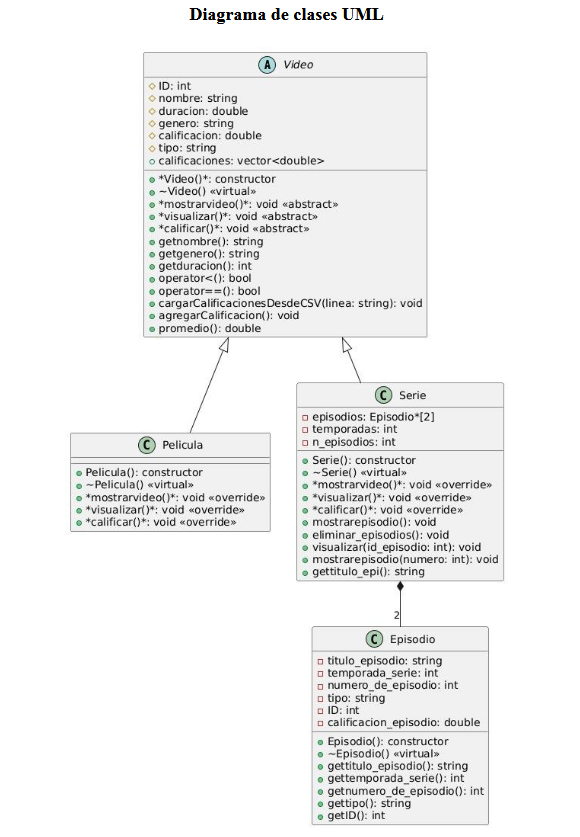 Diagrama de clases UML
A Video
ID: int
nombre: string
duracion: double
genero: string
calificacion: double
tipo: string
calificaciones: vector<double>
*Video()*: constructor
~Video() «virtual»
*mostrarvideo()*: void «abstract»
*visualizar()*: void «abstract»
*calificar()*: void «abstract»
getnombre(): string
getgenero(): string
getduracion(): int
operator<(): bool
operator==(): bool
cargarCalificacionesDesdeCSV(linea: string): void
agregarCalificacion(): void
promedio(): double
C Pelicula
Pelicula(): constructor
~Pelicula() «virtual»
*mostrarvideo()*: void «override»
*visualizar()*: void «override»
*calificar()*: void «override»
C Serie
episodios: Episodio*[2]
temporadas: int
n_episodios: int
Serie(): constructor
~Serie() «virtual»
*mostrarvideo()*: void «override»
*visualizar()*: void «override»
*calificar()*: void «override»
mostrarepisodio(): void
eliminar_episodios(): void
visualizar(id_episodio: int): void
mostrarepisodio(numero: int): void
gettitulo_epi(): string
2
C Episodio
titulo_episodio: string
temporada_serie: int
numero_de_episodio: int
tipo: string
ID: int
calificacion_episodio: double
Episodio(): constructor
~Episodio() «virtual»
gettitulo_episodio(): string
gettemporada_serie(): int
getnumero_de_episodio(): int
gettipo(): string
getID(): int